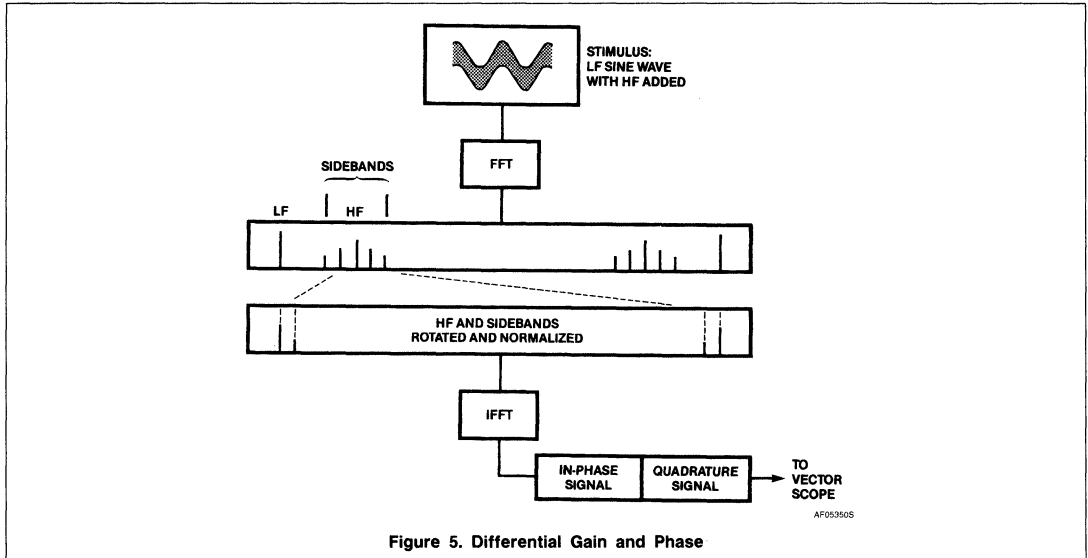 STIMULUS:
LF SINE WAVE
WITH HF ADDED
FFT
SIDEBANDS
LF
HF
HF AND SIDEBANDS
ROTATED AND NORMALIZED
IFFT
IN-PHASE
SIGNAL
QUADRATURE
SIGNAL
TO
VECTOR
SCOPE
AF05350S
Figure 5. Differential Gain and Phase